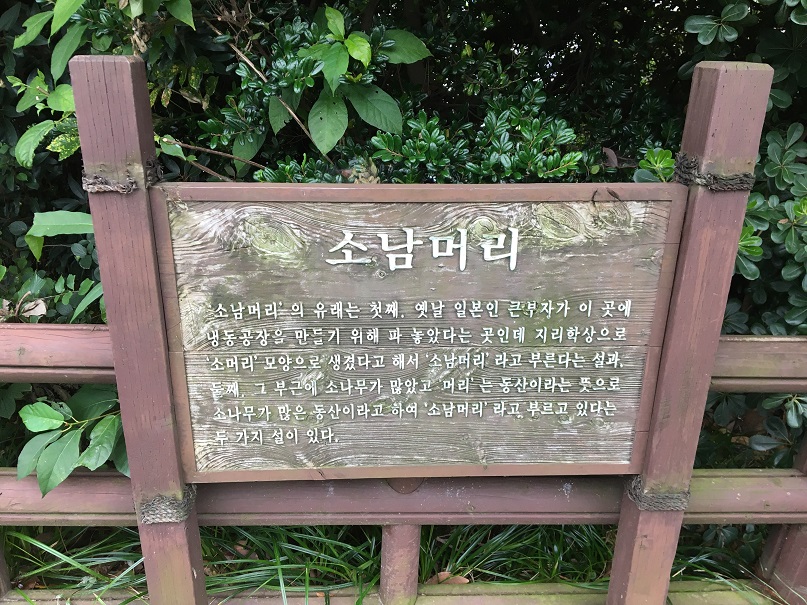 소남머리
'소남머리' 의 유래는 첫째, 옛날 일본인 큰부자가 이 곳에
냉동공장을 만들기 위해 파 놓았다는 곳인데 지리학상으로
'소머리' 모양으로 생겼다고 해서 '소남머리' 라고 부른다는 설과,
둘째, 그 부근에 소나무가 많았고 '머리' 는 동산이라는 뜻으로
소나무가 많은 동산이라고 하여 '소남머리' 라고 부르고 있다는
두 가지 설이 있다.